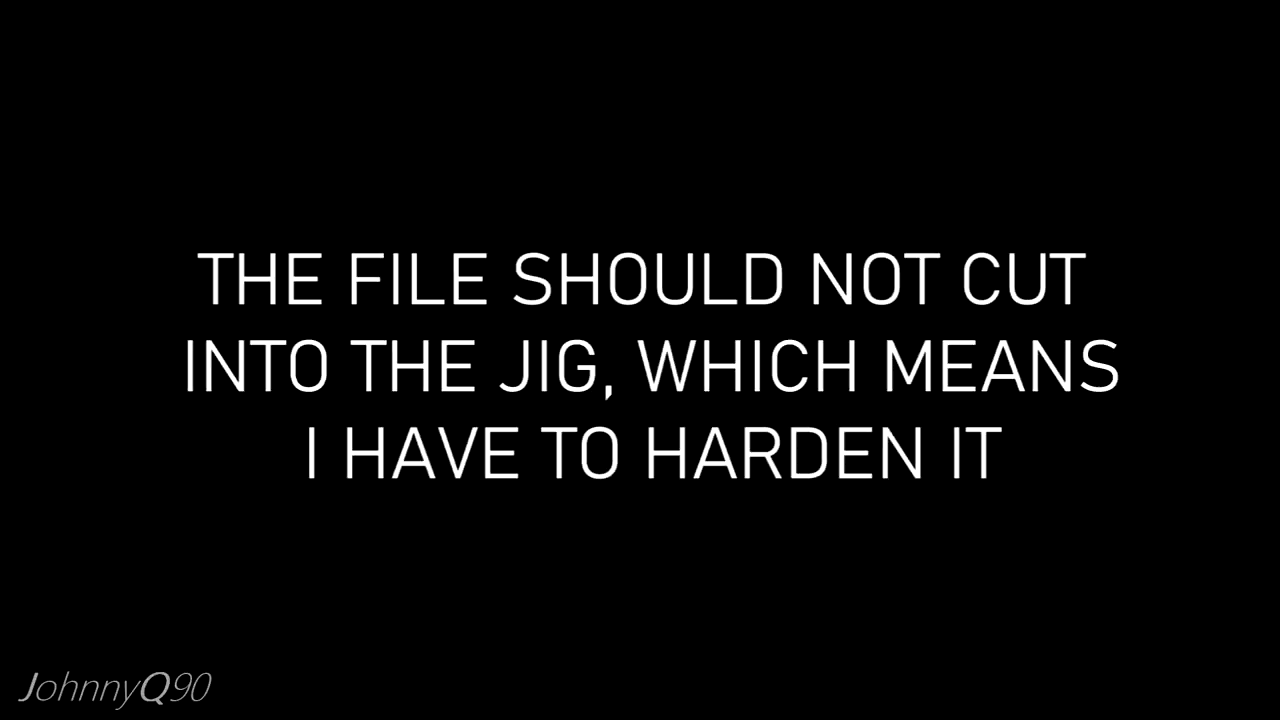 THE FILE SHOULD NOT CUT
INTO THE JIG, WHICH MEANS
I HAVE TO HARDEN IT
JohnnyQ90